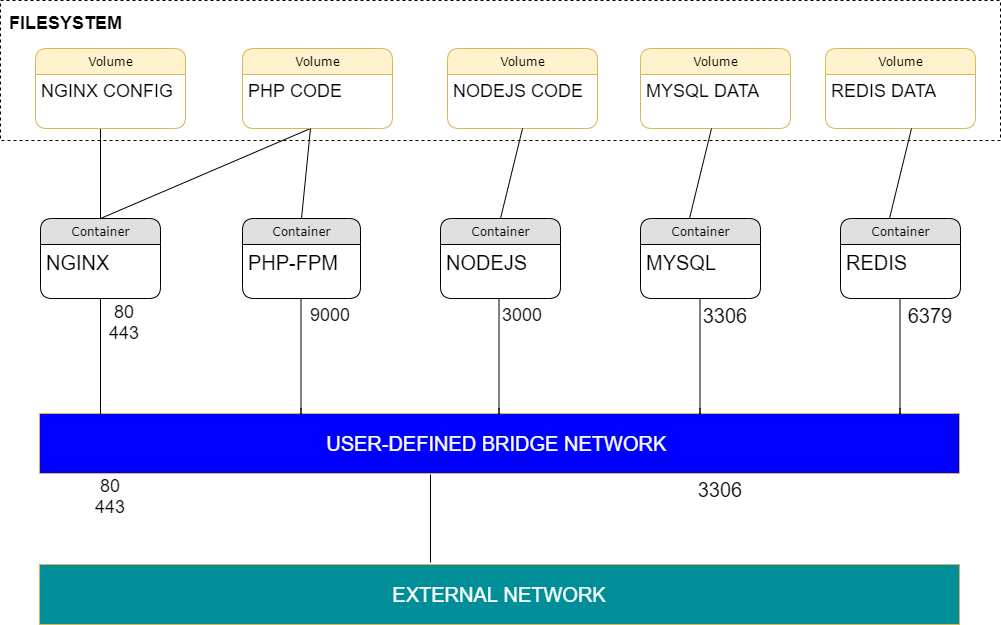 FILESYSTEM
Volume
NGINX CONFIG
Volume
PHP CODE
Volume
NODEJS CODE
Volume
MYSQL DATA
Volume
REDIS DATA
Container
NGINX
Container
PHP-FPM
Container
NODEJS
Container
MYSQL
Container
REDIS
80
443
9000
3000
3306
6379
USER-DEFINED BRIDGE NETWORK
80
443
3306
EXTERNAL NETWORK